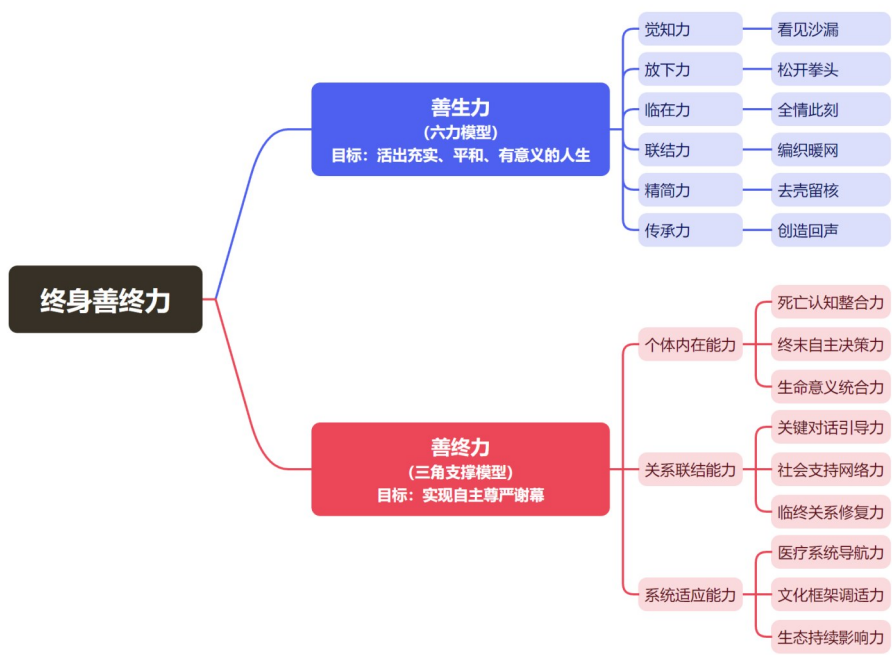 终身善终力
善生力
(六力模型)
目标：活出充实、平和、有意义的人生
觉知力
看见沙漏
放下力
松开拳头
临在力
全情此刻
联结力
编织暖网
精简力
去壳留核
传承力
创造回声
善终力
(三角支撑模型)
目标：实现自主尊严谢幕
个体内在能力
死亡认知整合力
终末自主决策力
生命意义统合力
关系联结能力
关键对话引导力
社会支持网络力
临终关系修复力
系统适应能力
医疗系统导航力
文化框架调适力
生态持续影响力